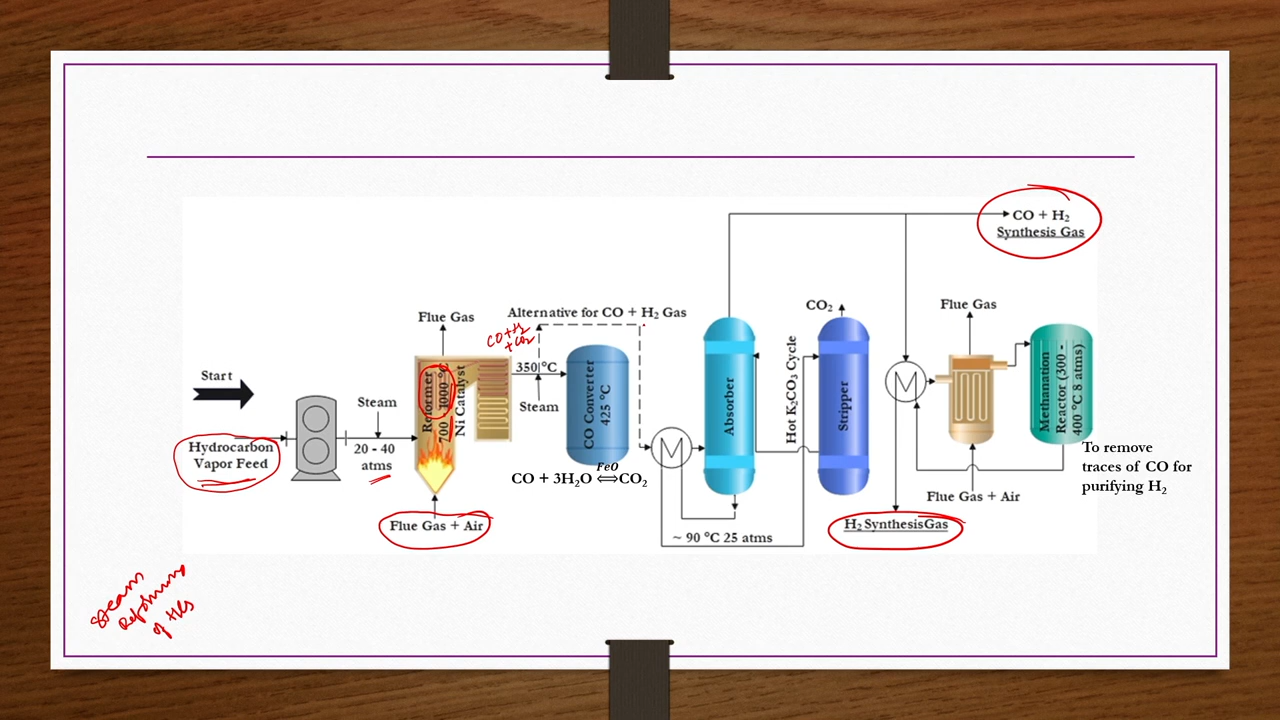 CO + H₂
Synthesis Gas
CO₂
Flue Gas
Flue Gas
Alternative for CO + H₂ Gas
CO+H₂
+CO₂
Start
350 °C
Steam
Steam
Hydrocarbon
Vapor Feed
20 - 40
atms
Reformer
700 - 1000 °C
Ni Catalyst
CO Converter
425 °C
FeO
CO + 3H₂O ⇔CO₂
Flue Gas + Air
M
Absorber
Hot K₂CO₃ Cycle
Stripper
~ 90 °C 25 atms
M
Methanation
Reactor (300 -
400 °C 8 atms)
To remove
traces of CO for
purifying H₂
Flue Gas + Air
H₂ SynthesisGas
Steam
Reforming
of HCs